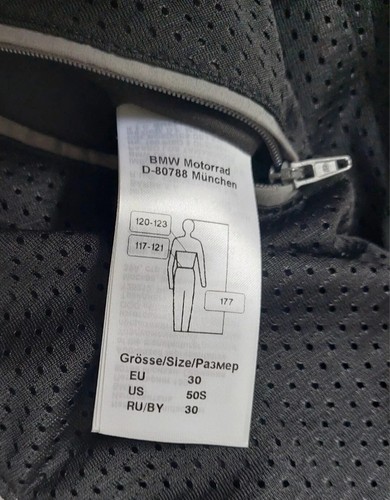 BMW Motorrad
D-80788 München
120-123
117-121
177
Grösse/Size/Размер
EU 30
US 50S
RU/BY 30